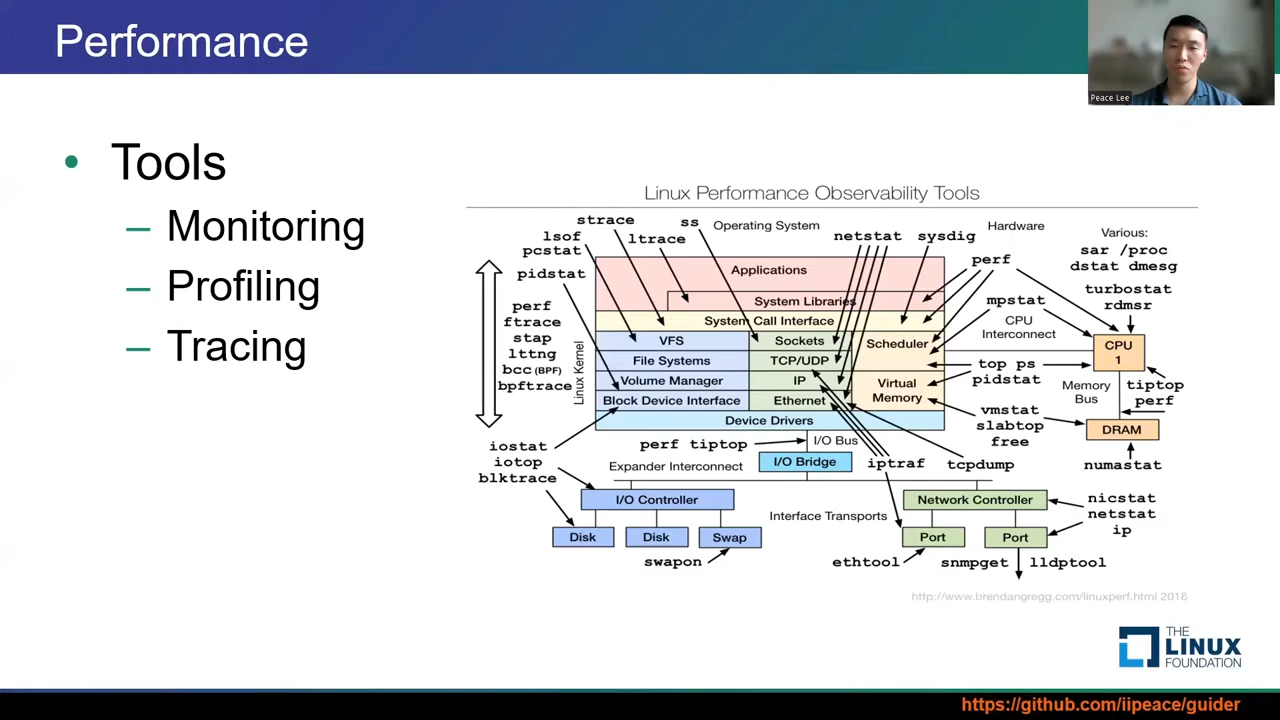 Performance
Peace Lee
• Tools
– Monitoring
– Profiling
– Tracing
Linux Performance Observability Tools
strace
ss
Operating System
Hardware
lsof
ltrace
netstat
sysdig
Various:
pcstat
sar /proc
perf
dstat dmesg
pidstat
Applications
turbostat
rdmsr
perf
System Libraries
mpstat
ftrace
System Call Interface
CPU
Interconnect
stap
VFS
Sockets
Scheduler
CPU
1
lttng
File Systems
TCP/UDP
top ps
pidstat
bcc (BPF)
Volume Manager
IP
Virtual
Memory
Memory
Bus
tiptop
perf
bpftrace
Linux Kernel
Block Device Interface
Ethernet
vmstat
slabtop
free
Device Drivers
DRAM
iostat
iotop
blktrace
perf tiptop
I/O Bus
I/O Bridge
iptraf
tcpdump
numastat
Expander Interconnect
I/O Controller
Network Controller
nicstat
netstat
ip
Interface Transports
Disk
Disk
Swap
Port
Port
swapon
ethtool
snmpget
lldptool
http://www.brendangregg.com/linuxperf.html 2018
THE
LINUX
FOUNDATION
https://github.com/iipeace/guider